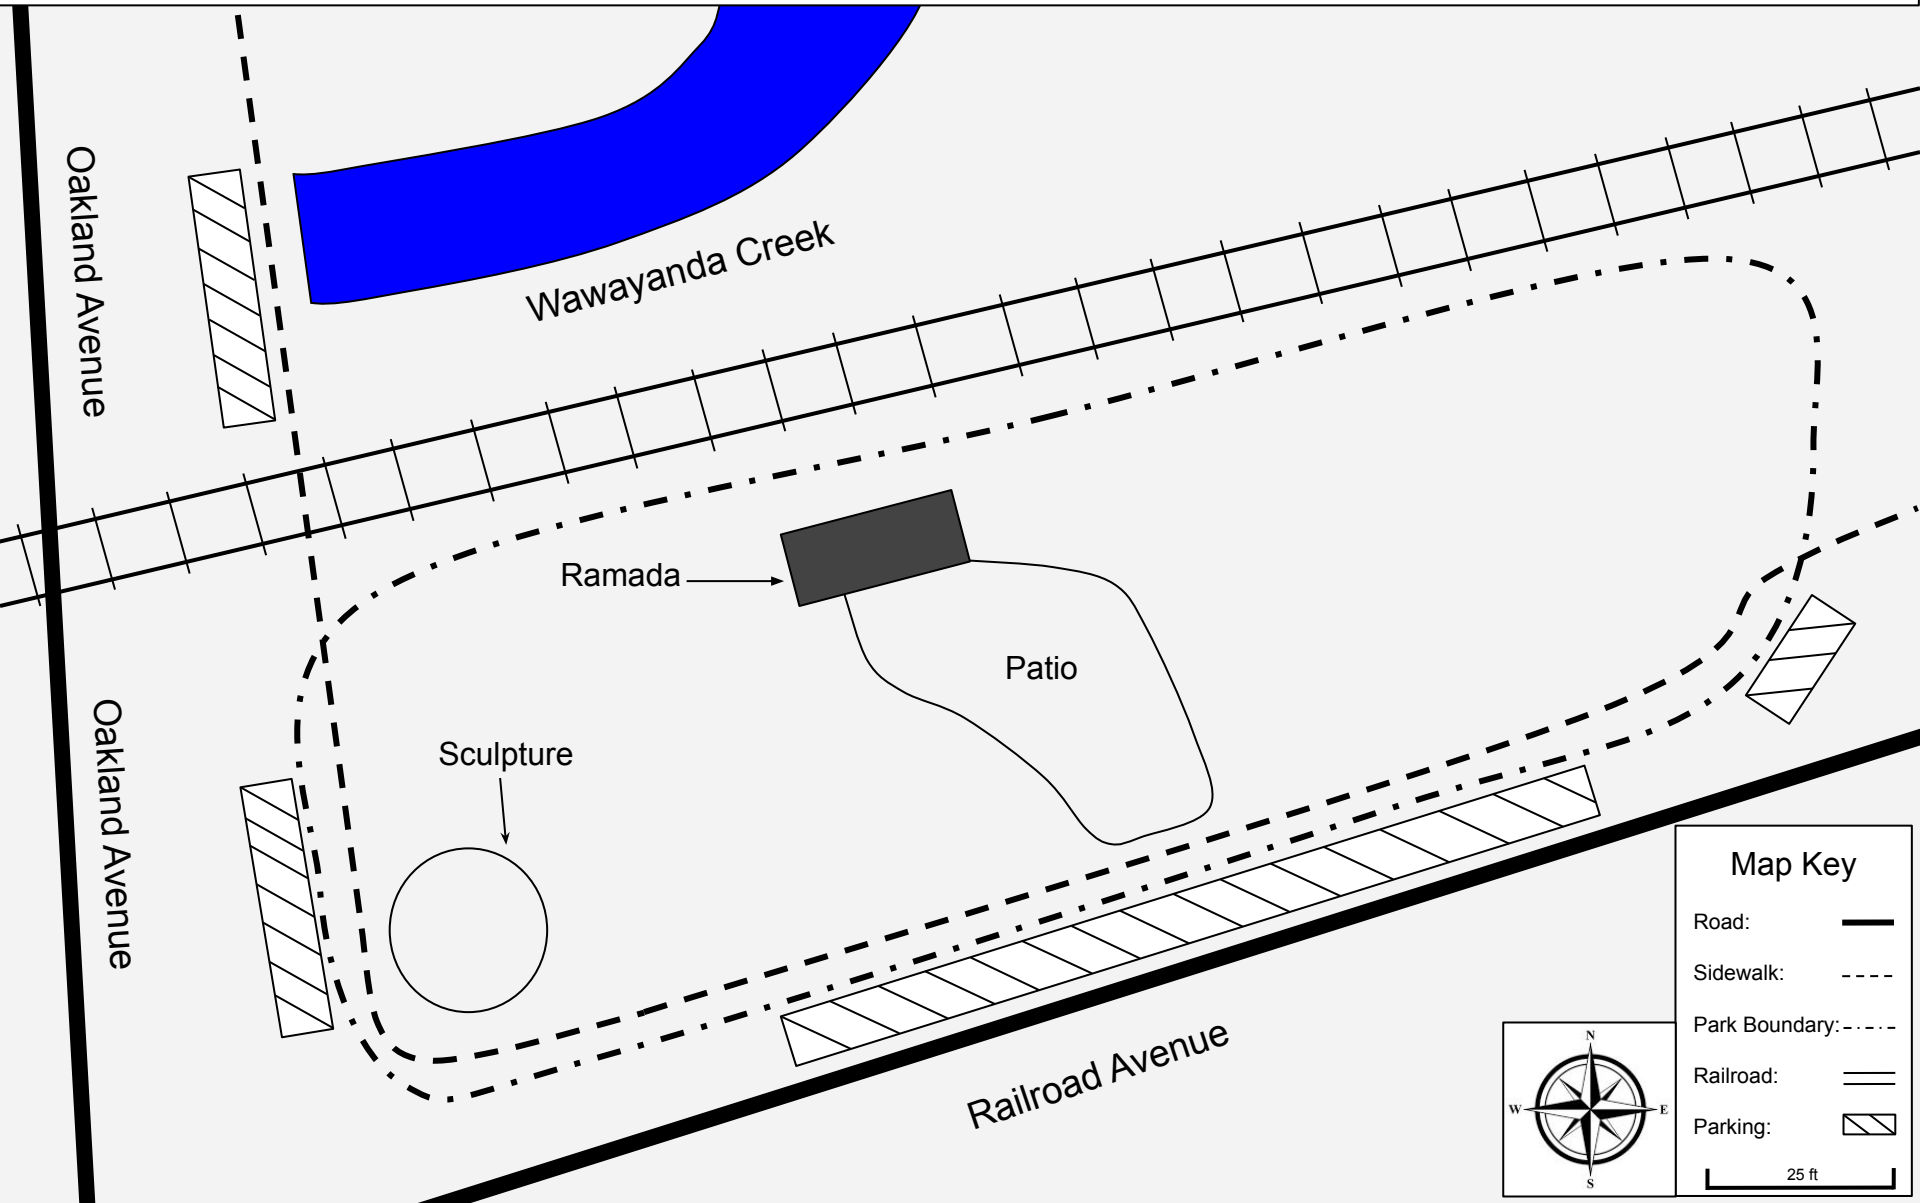 Oakland Avenue
Wawayanda Creek
Ramada
Patio
Oakland Avenue
Sculpture
Railroad Avenue
Map Key
Road:
Sidewalk:
Park Boundary:
Railroad:
Parking:
25 ft
N
W
E
S